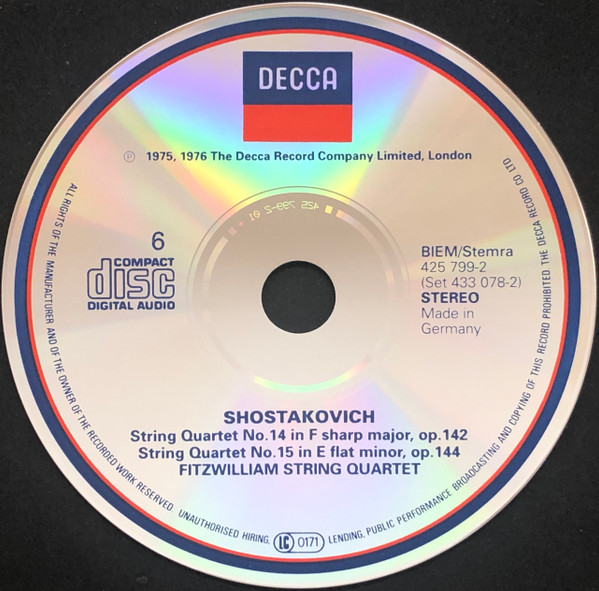 DECCA
℗ 1975, 1976 The Decca Record Company Limited, London
425 799-2 01
6
COMPACT
disc
DIGITAL AUDIO
BIEM/Stemra
425 799-2
(Set 433 078-2)
STEREO
Made in
Germany
SHOSTAKOVICH
String Quartet No.14 in F sharp major, op.142
String Quartet No.15 in E flat minor, op.144
FITZWILLIAM STRING QUARTET
ALL RIGHTS OF THE MANUFACTURER AND OF THE OWNER OF THE RECORDED WORK RESERVED UNAUTHORISED HIRING, LC 0171 LENDING, PUBLIC PERFORMANCE BROADCASTING AND COPYING OF THIS RECORD PROHIBITED THE DECCA RECORD CO LTD